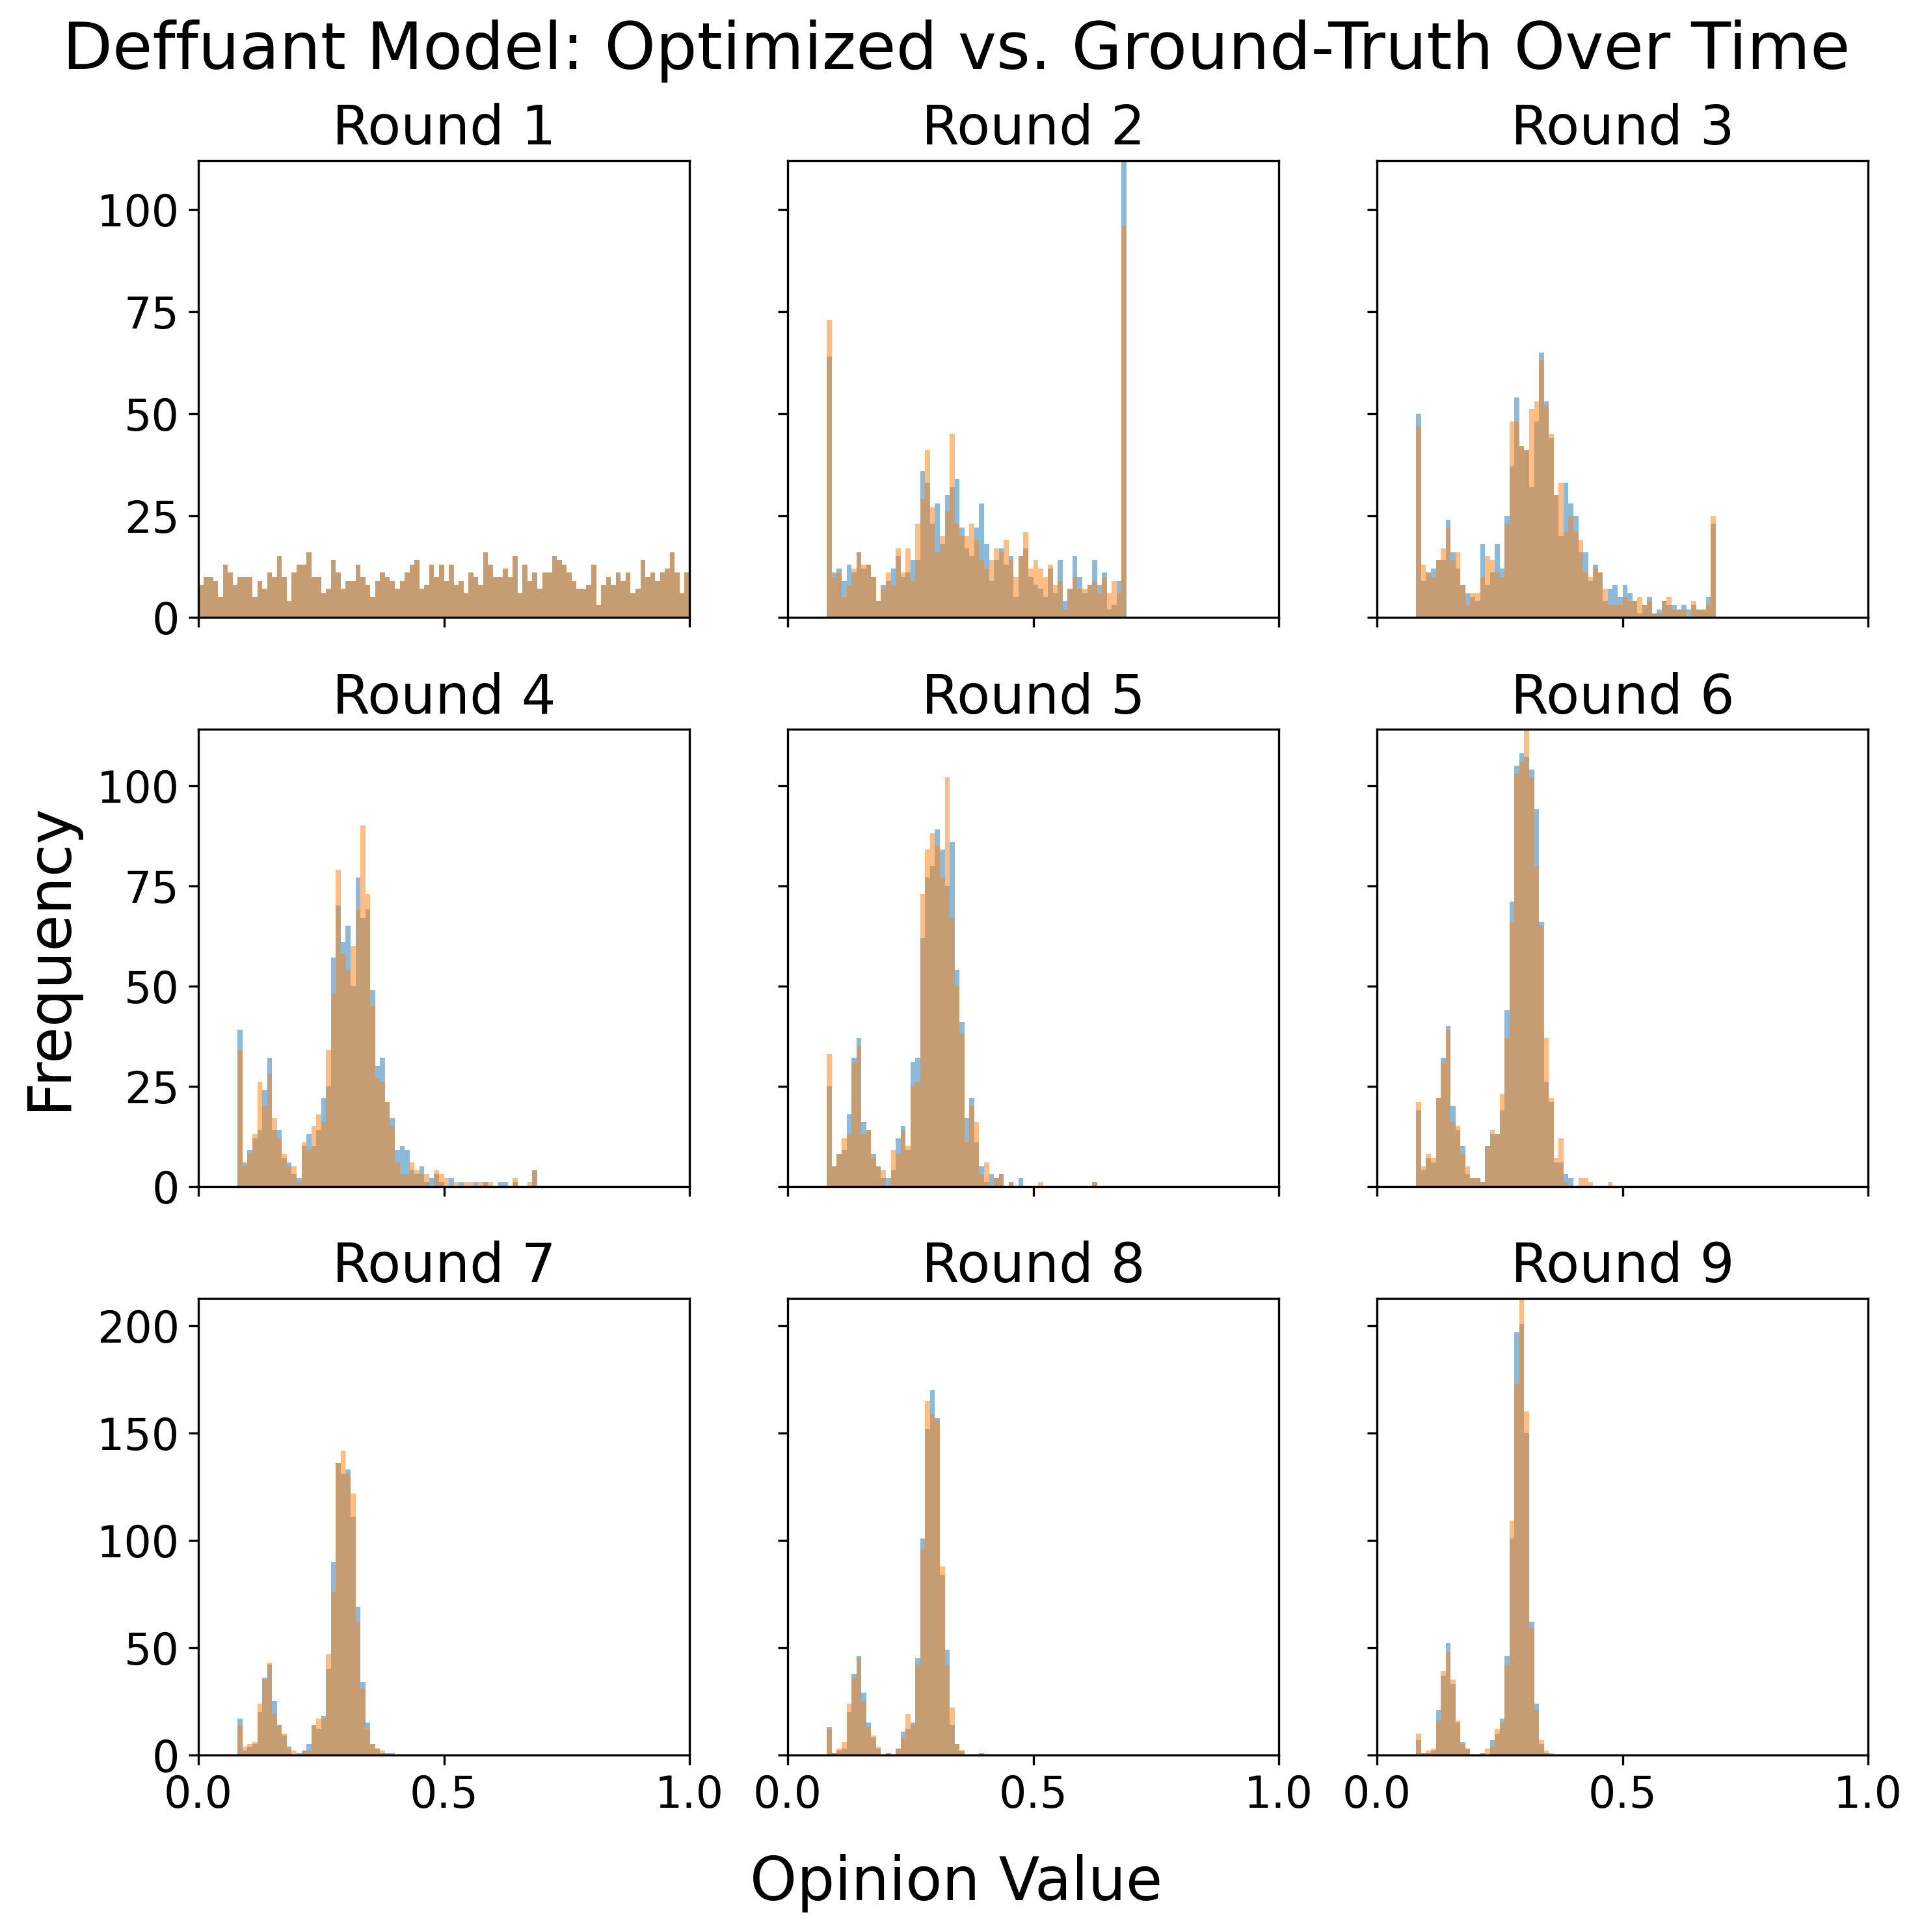 Deffuant Model: Optimized vs. Ground-Truth Over Time
Round 1
Round 2
Round 3
100
75
50
25
0
Round 4
Round 5
Round 6
100
75
50
25
0
Frequency
Round 7
Round 8
Round 9
200
150
100
50
0
0.0 0.5 1.0
0.0 0.5 1.0
0.0 0.5 1.0
Opinion Value